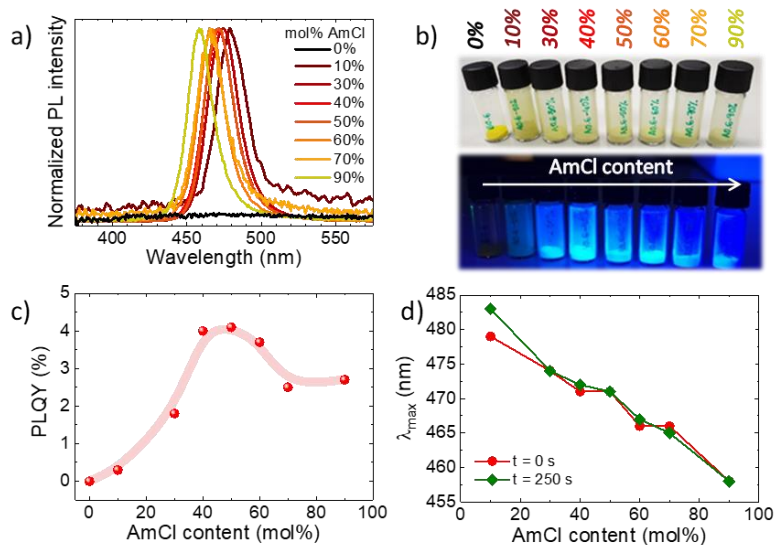 a)
mol% AmCl
0%
10%
30%
40%
50%
60%
70%
90%
Normalized PL intensity
400 450 500 550
Wavelength (nm)
b)
0% 10% 30% 40% 50% 60% 70% 90%
AmCl content
c)
5
4
3
2
1
0
PLQY (%)
0 20 40 60 80 100
AmCl content (mol%)
d)
485
480
475
470
465
460
455
λrmax (nm)
t = 0 s
t = 250 s
0 20 40 60 80 100
AmCl content (mol%)